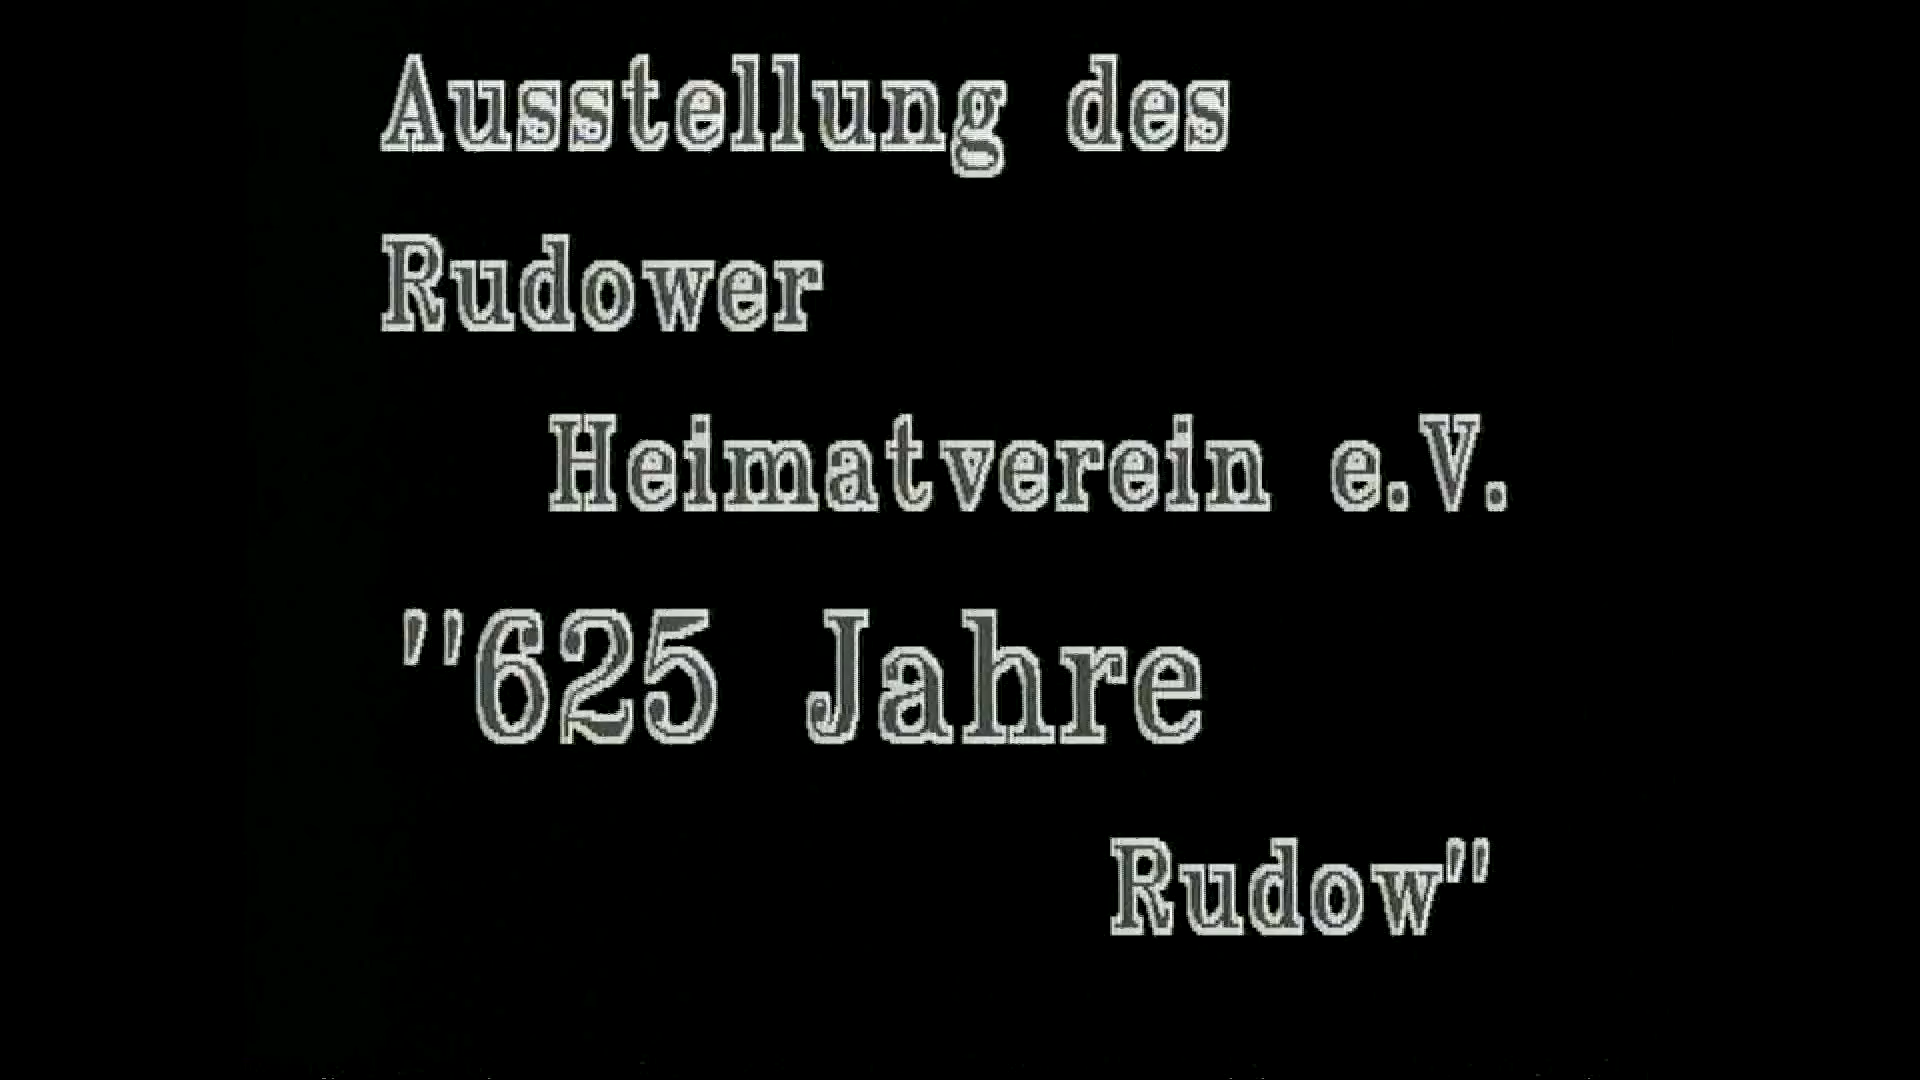 Ausstellung des
Rudower
Heimatverein e.V.
"625 Jahre
Rudow"